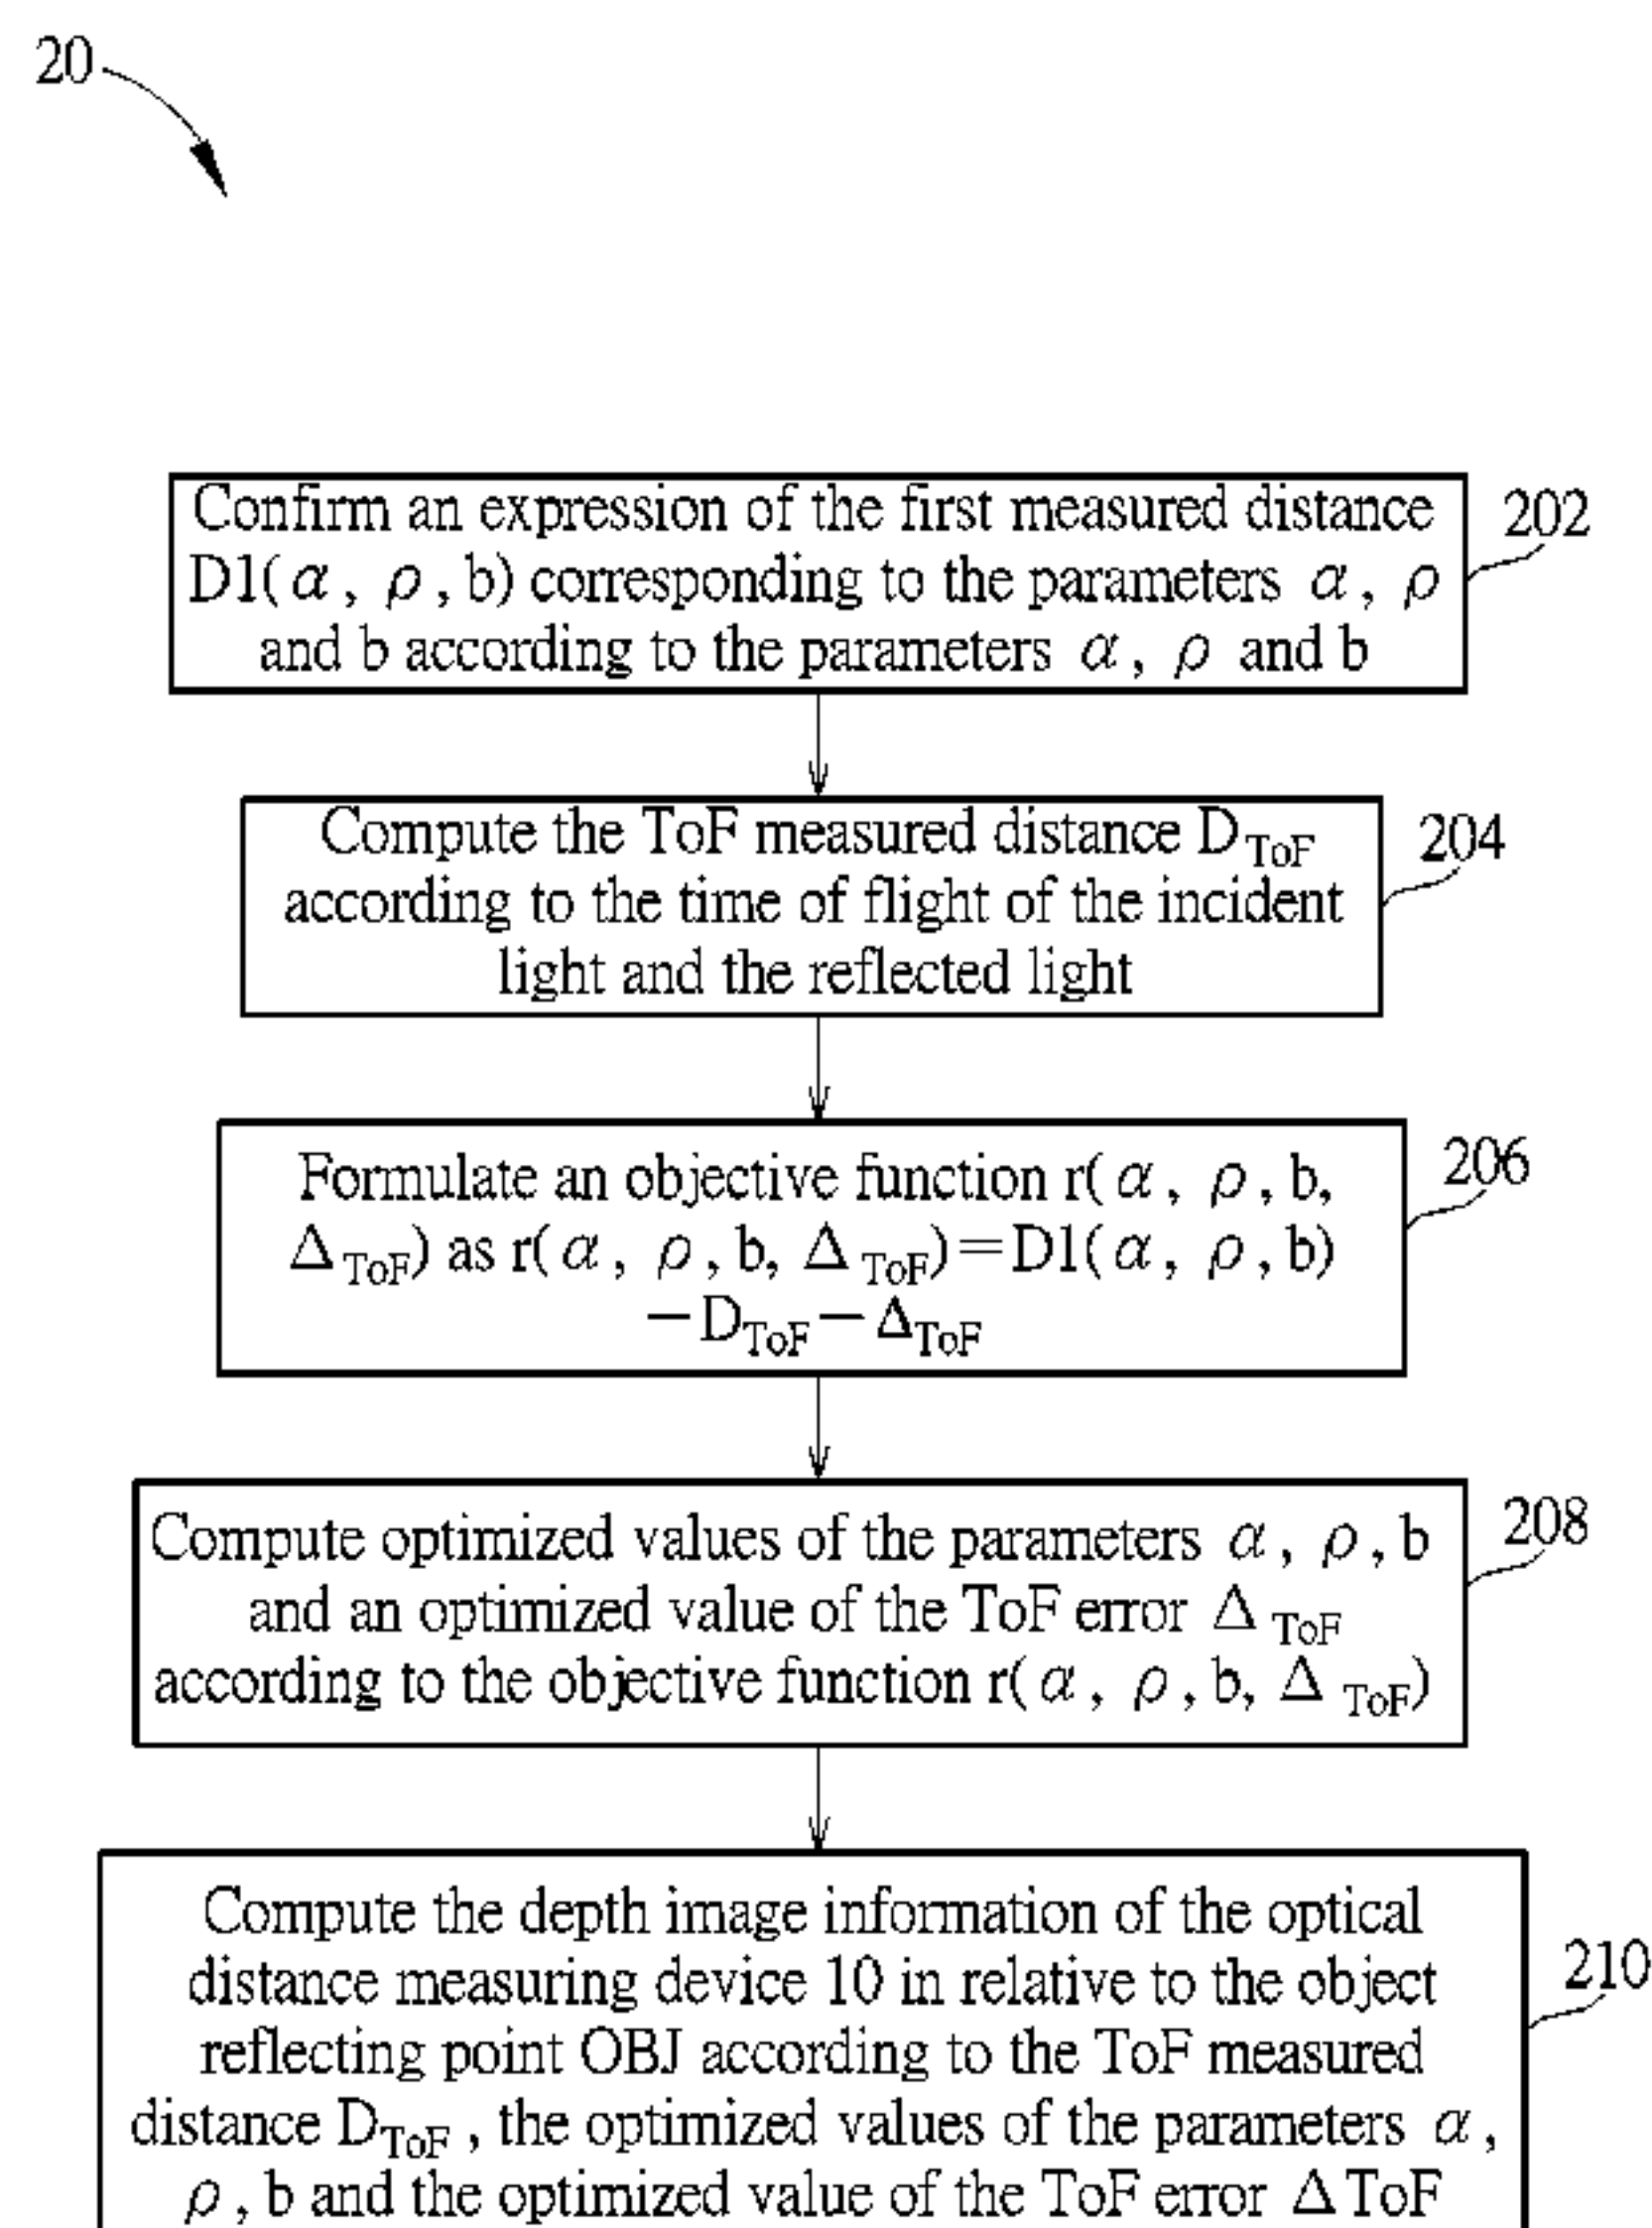 20
Confirm an expression of the first measured distance
D1(α, ρ, b) corresponding to the parameters α, ρ
and b according to the parameters α, ρ and b
202
Compute the ToF measured distance D_ToF
according to the time of flight of the incident
light and the reflected light
204
Formulate an objective function r(α, ρ, b,
Δ_ToF) as r(α, ρ, b, Δ_ToF)=D1(α, ρ, b)
−D_ToF−Δ_ToF
206
Compute optimized values of the parameters α, ρ, b
and an optimized value of the ToF error Δ_ToF
according to the objective function r(α, ρ, b, Δ_ToF)
208
Compute the depth image information of the optical
distance measuring device 10 in relative to the object
reflecting point OBJ according to the ToF measured
distance D_ToF, the optimized values of the parameters α,
ρ, b and the optimized value of the ToF error ΔToF
210